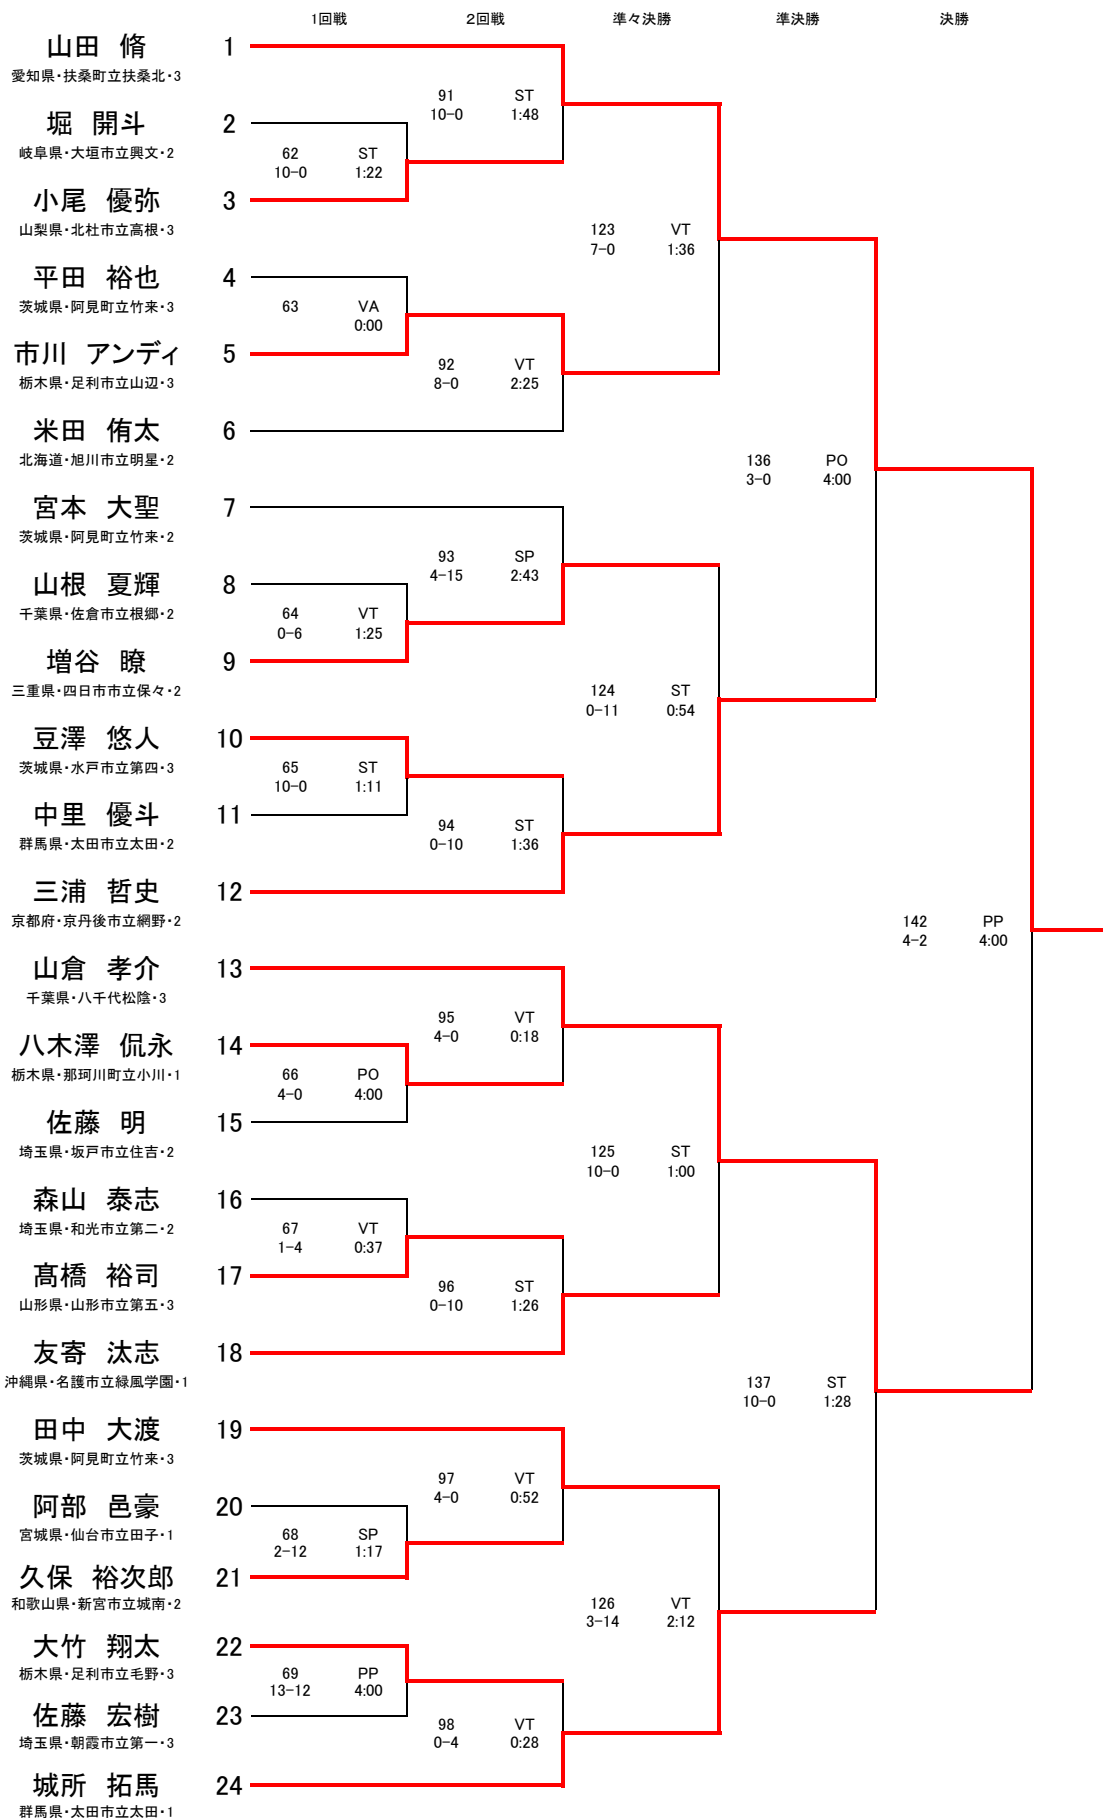 1回戦 2回戦 準々決勝 準決勝 決勝
山田 脩 1
愛知県・扶桑町立扶桑北・3
91 ST
10-0 1:48
堀 開斗 2
岐阜県・大垣市立興文・2
62 ST
10-0 1:22
小尾 優弥 3
山梨県・北杜市立高根・3
123 VT
7-0 1:36
平田 裕也 4
茨城県・阿見町立竹来・3
63 VA
0:00
市川 アンディ 5
栃木県・足利市立山辺・3
92 VT
8-0 2:25
米田 侑太 6
北海道・旭川市立明星・2
136 PO
3-0 4:00
宮本 大聖 7
茨城県・阿見町立竹来・2
93 SP
4-15 2:43
山根 夏輝 8
千葉県・佐倉市立根郷・2
64 VT
0-6 1:25
増谷 瞭 9
三重県・四日市市立保々・2
124 ST
0-11 0:54
豆澤 悠人 10
茨城県・水戸市立第四・3
65 ST
10-0 1:11
中里 優斗 11
群馬県・太田市立太田・2
94 ST
0-10 1:36
三浦 哲史 12
京都府・京丹後市立網野・2
142 PP
4-2 4:00
山倉 孝介 13
千葉県・八千代松陰・3
95 VT
4-0 0:18
八木澤 侃永 14
栃木県・那珂川町立小川・1
66 PO
4-0 4:00
佐藤 明 15
埼玉県・坂戸市立住吉・2
125 ST
10-0 1:00
森山 泰志 16
埼玉県・和光市立第二・2
67 VT
1-4 0:37
髙橋 裕司 17
山形県・山形市立第五・3
96 ST
0-10 1:26
友寄 汰志 18
沖縄県・名護市立緑風学園・1
137 ST
10-0 1:28
田中 大渡 19
茨城県・阿見町立竹来・3
97 VT
4-0 0:52
阿部 邑豪 20
宮城県・仙台市立田子・1
68 SP
2-12 1:17
久保 裕次郎 21
和歌山県・新宮市立城南・2
126 VT
3-14 2:12
大竹 翔太 22
栃木県・足利市立毛野・3
69 PP
13-12 4:00
佐藤 宏樹 23
埼玉県・朝霞市立第一・3
98 VT
0-4 0:28
城所 拓馬 24
群馬県・太田市立太田・1